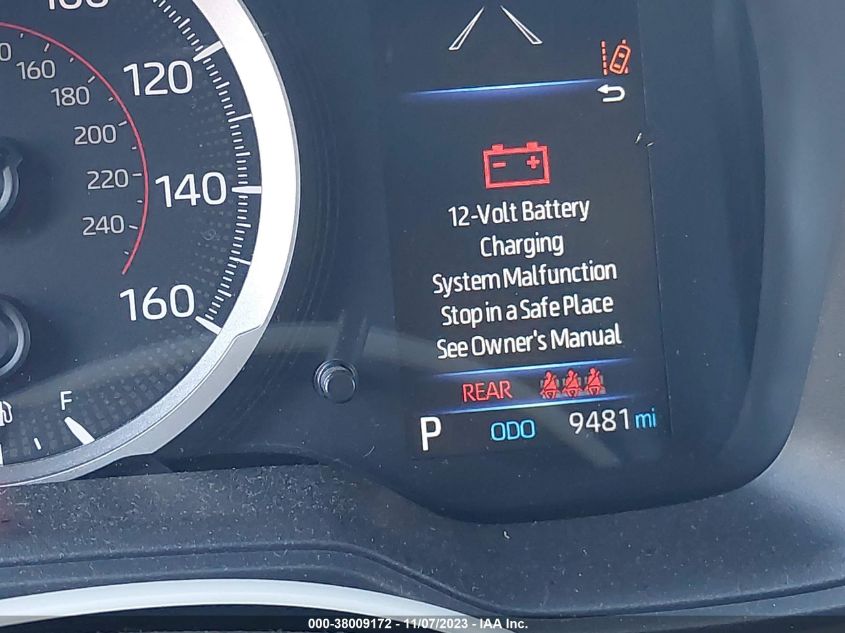 120
140
160
160
180
200
220
240
F
12-Volt Battery
Charging
System Malfunction
Stop in a Safe Place
See Owner's Manual
REAR
P ODO 9481 mi
000-38009172 - 11/07/2023 - IAA Inc.